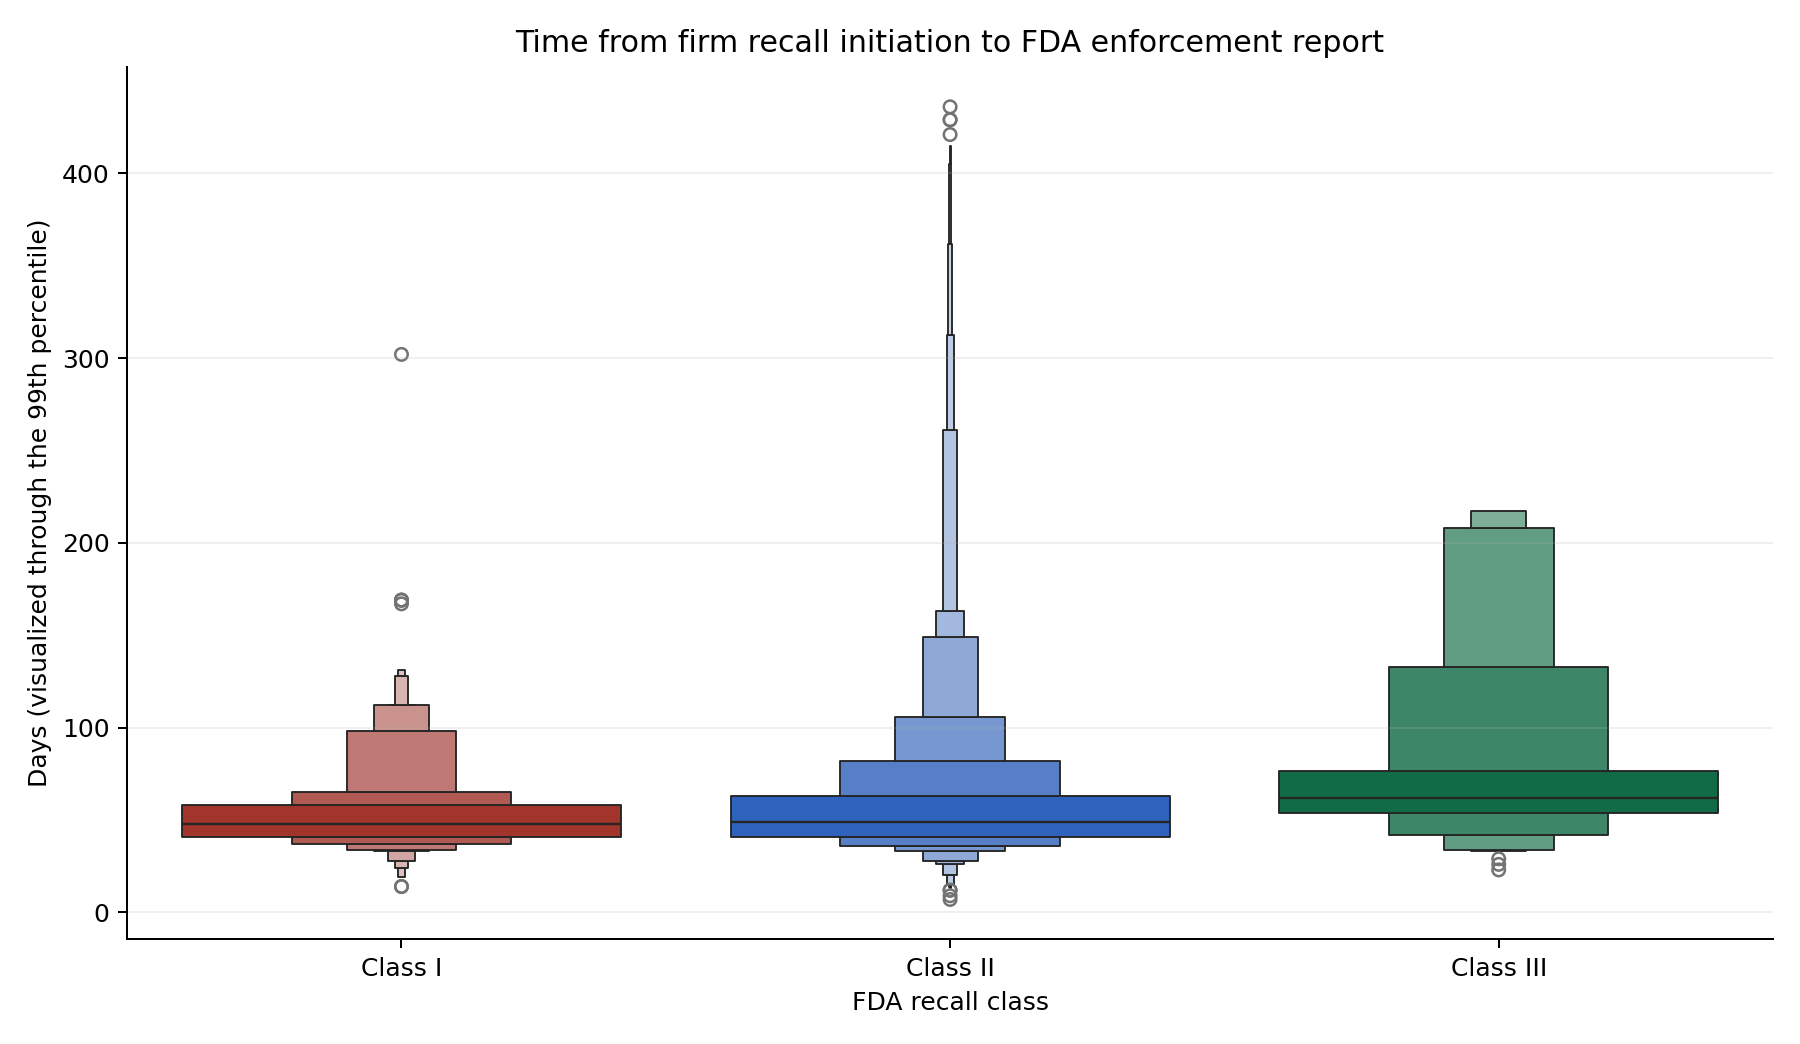 Time from firm recall initiation to FDA enforcement report
Days (visualized through the 99th percentile)
400
300
200
100
0
Class I
Class II
Class III
FDA recall class